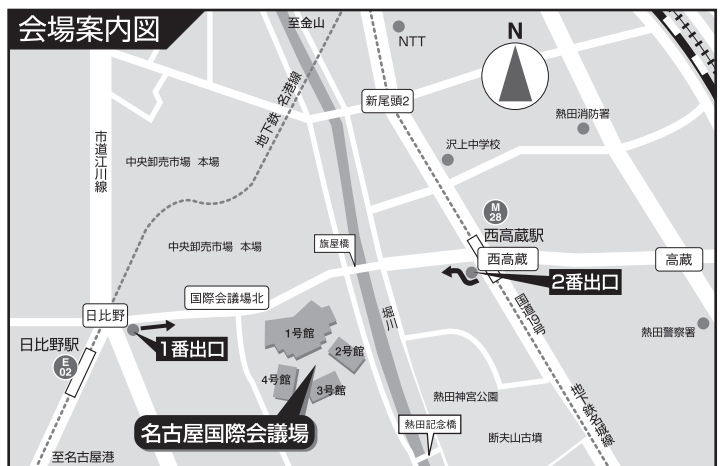 会場案内図
至金山
NTT
N
地下鉄 名港線
新尾頭2
熱田消防署
沢上中学校
市道江川線
中央卸売市場 本場
M
28
西高蔵駅
旗屋橋
中央卸売市場 本場
西高蔵
高蔵
2番出口
国際会議場北
日比野
国道19号
堀川
1号館
熱田警察署
日比野駅
1番出口
2号館
E
02
4号館
3号館
熱田神宮公園
地下鉄名城線
名古屋国際会議場
熱田記念橋
断夫山古墳
至名古屋港